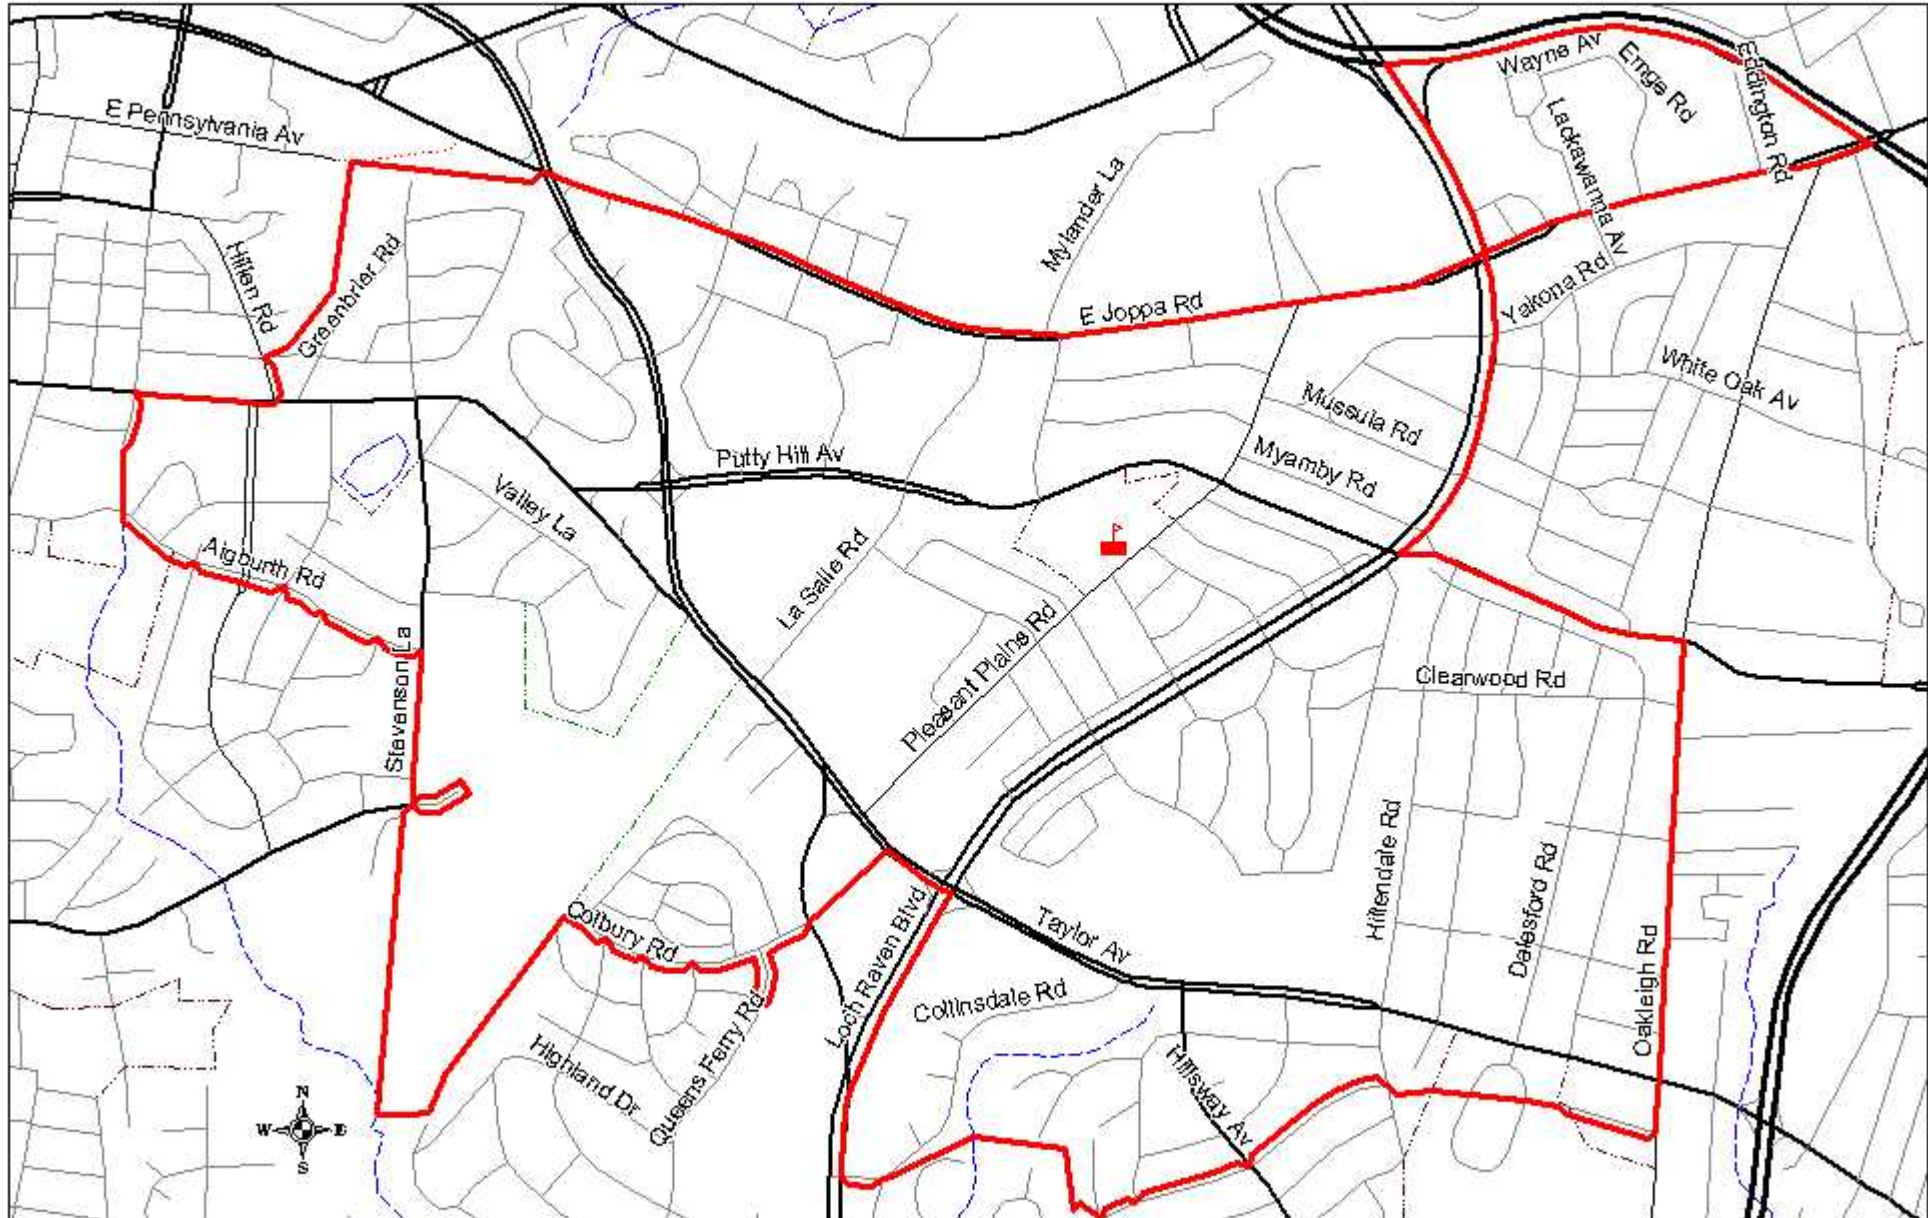 Wayne Av
Emge Rd
Eddington Rd
E Pennsylvania Av
Lackawanna Av
Mylander La
Hillen Rd
Greenbrier Rd
Yakona Rd
E Joppa Rd
White Oak Av
Mussula Rd
Myamby Rd
Putty Hill Av
Valley La
Aigburth Rd
La Salle Rd
Pleasant Plains Rd
Stevenson La
Clearwood Rd
Hillendale Rd
Dalesford Rd
Oakleigh Rd
Colbury Rd
Loch Raven Blvd
Taylor Av
Collinsdale Rd
Queens Ferry Rd
Highland Dr
Hillsway Av
N
W E
S